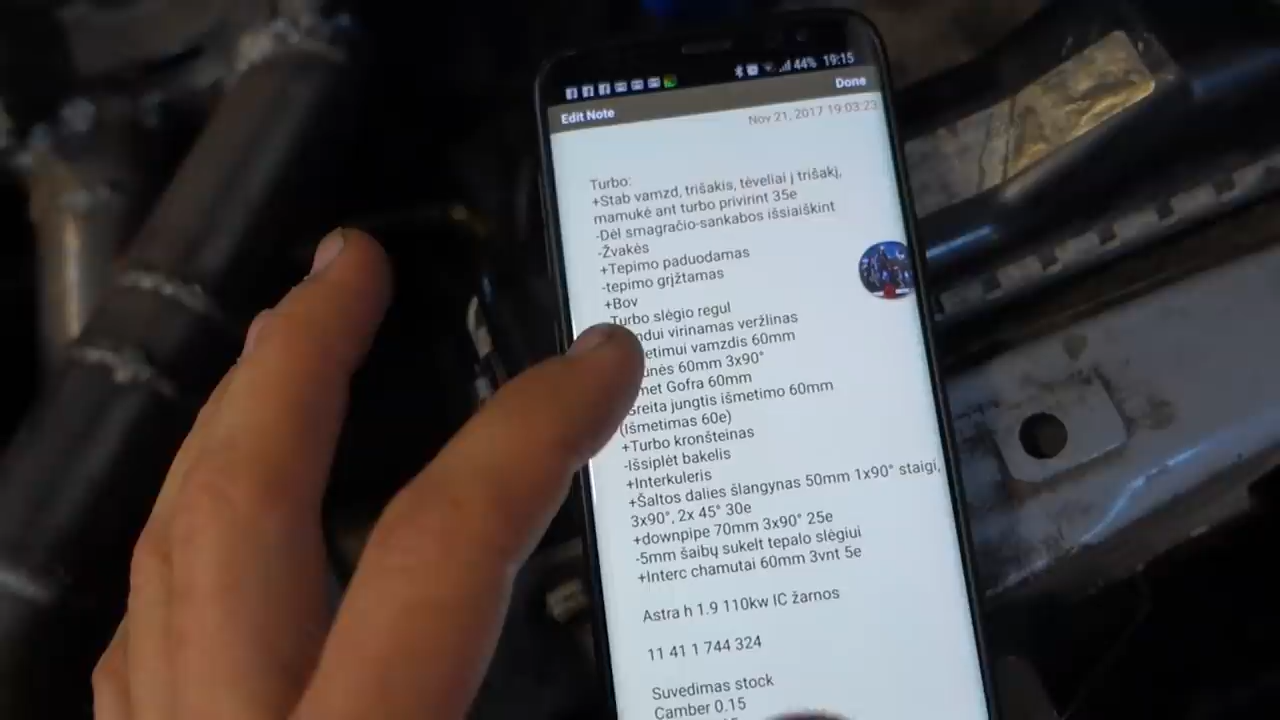 44% 19:15
Edit Note
Done
Nov 21, 2017 19:03:23
Turbo:
+Stab vamzd, trišakis, tėveliai į trišakį,
mamukė ant turbo privirint 35e
-Dėl smagračio-sankabos išsiaiškint
-Žvakės
+Tepimo paduodamas
-tepimo grįžtamas
+Bov
Turbo slėgio regul
virinamas veržlinas
vamzdis 60mm
60mm 3x90°
Gofra 60mm
jungtis išmetimo 60mm
(Išmetimas 60e)
+Turbo kronšteinas
-Išsiplėt bakelis
+Interkuleris
+Šaltos dalies šlangynas 50mm 1x90° staigi,
3x90°, 2x 45° 30e
+downpipe 70mm 3x90° 25e
-5mm šaibų sukelt tepalo slėgiui
+Interc chamutai 60mm 3vnt 5e
Astra h 1.9 110kw IC žarnos
11 41 1 744 324
Suvedimas stock
Camber 0.15